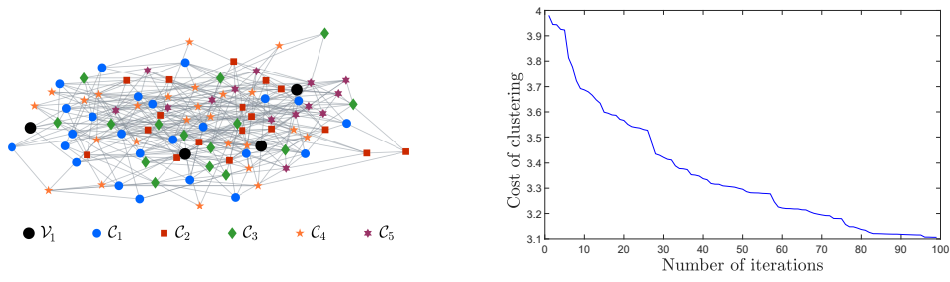 𝒱₁ 𝒞₁ 𝒞₂ 𝒞₃ 𝒞₄ 𝒞₅
Cost of clustering
4
3.9
3.8
3.7
3.6
3.5
3.4
3.3
3.2
3.1
0 10 20 30 40 50 60 70 80 90 100
Number of iterations